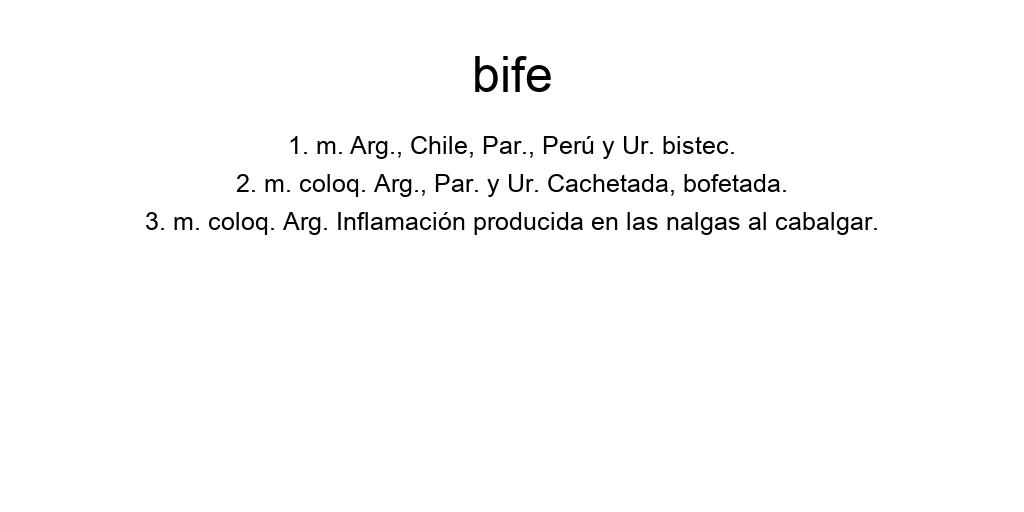 bife
1. m. Arg., Chile, Par., Perú y Ur. bistec.
2. m. coloq. Arg., Par. y Ur. Cachetada, bofetada.
3. m. coloq. Arg. Inflamación producida en las nalgas al cabalgar.